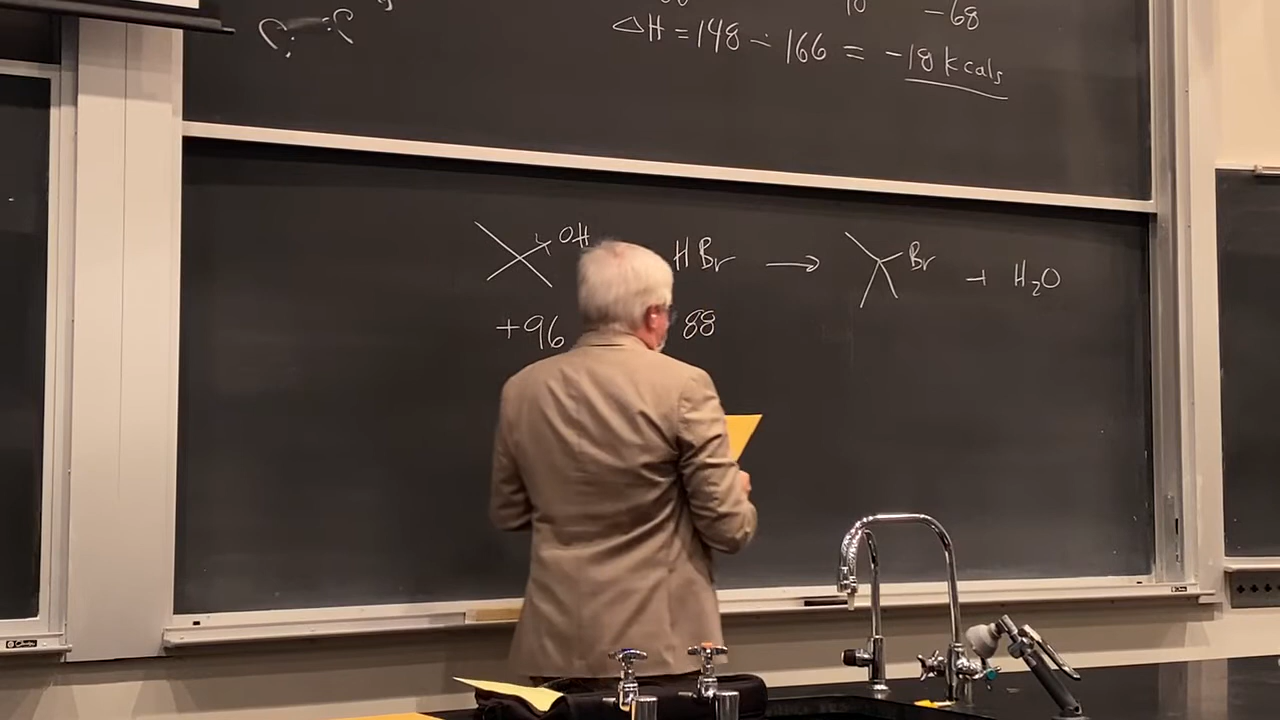 -68
ΔH = 148 - 166 = -18 kcals
OH HBr → Br + H₂O
+96 88